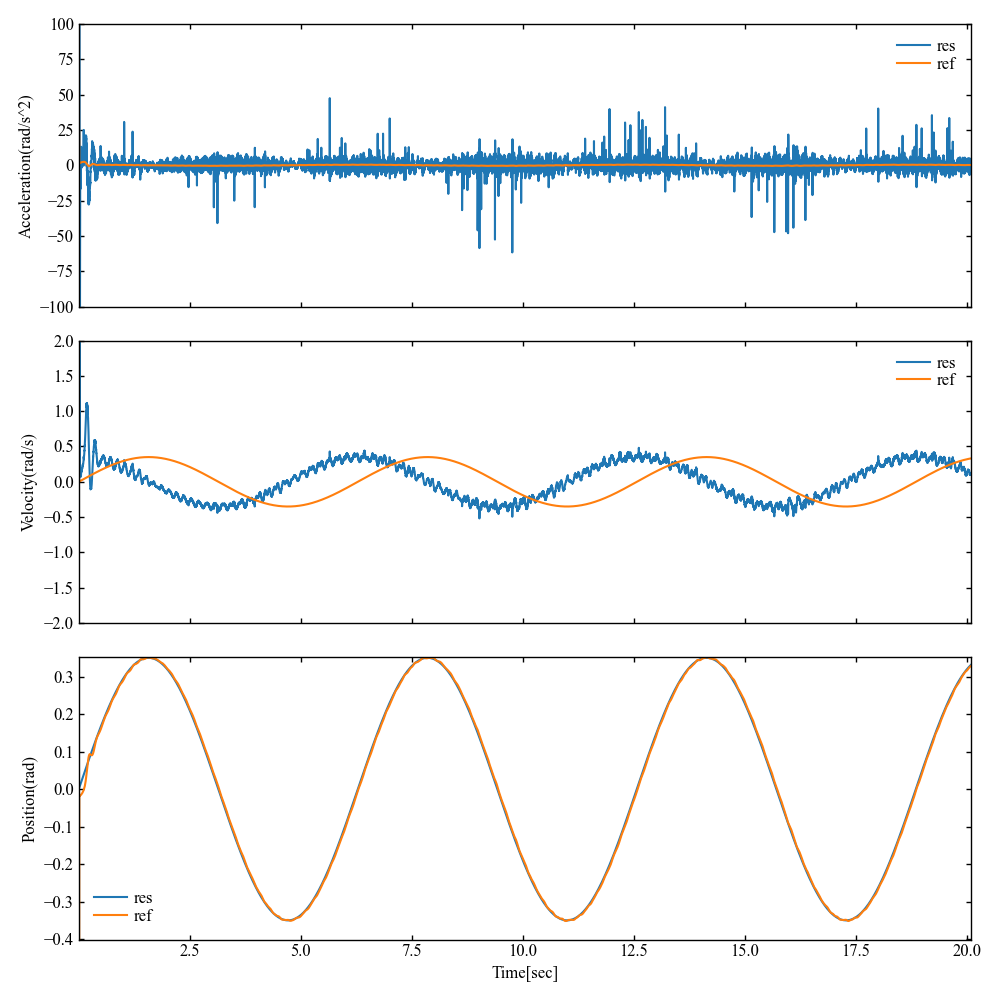 Acceleration(rad/s^2)
100
75
50
25
0
−25
−50
−75
−100
res
ref
Velocity(rad/s)
2.0
1.5
1.0
0.5
0.0
−0.5
−1.0
−1.5
−2.0
res
ref
Position(rad)
0.3
0.2
0.1
0.0
−0.1
−0.2
−0.3
−0.4
res
ref
2.5 5.0 7.5 10.0 12.5 15.0 17.5 20.0
Time[sec]